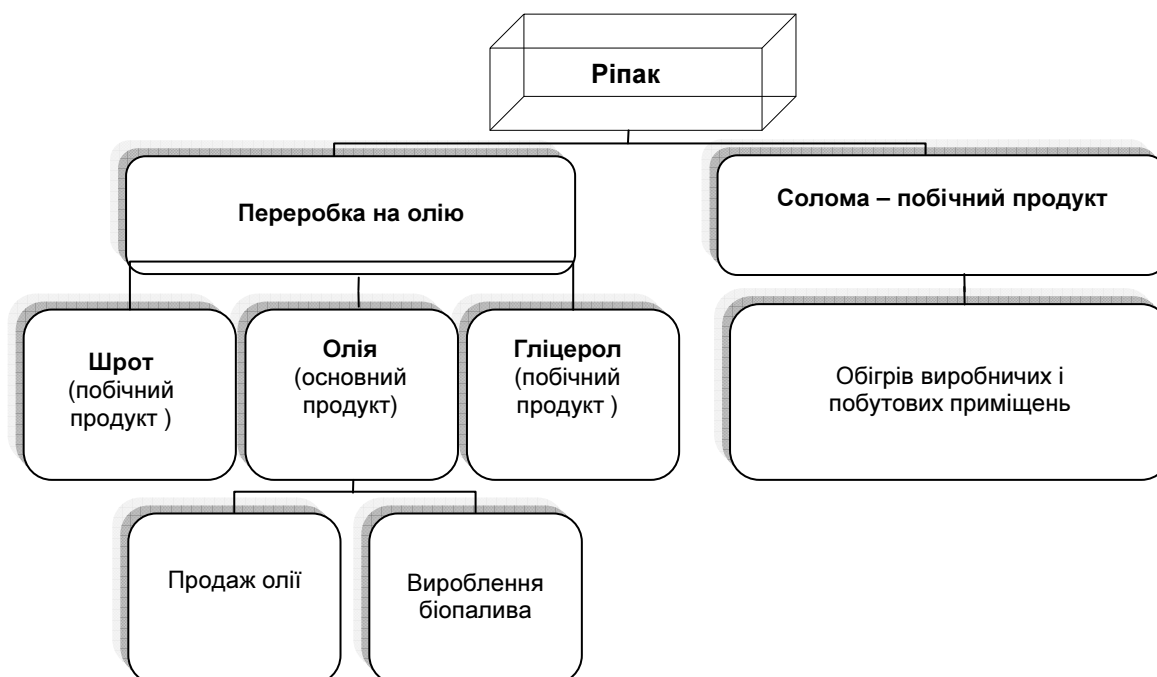 Ріпак
Переробка на олію
Солома – побічний продукт
Шрот
(побічний
продукт )
Олія
(основний
продукт)
Гліцерол
(побічний
продукт )
Обігрів виробничих і
побутових приміщень
Продаж олії
Вироблення
біопалива